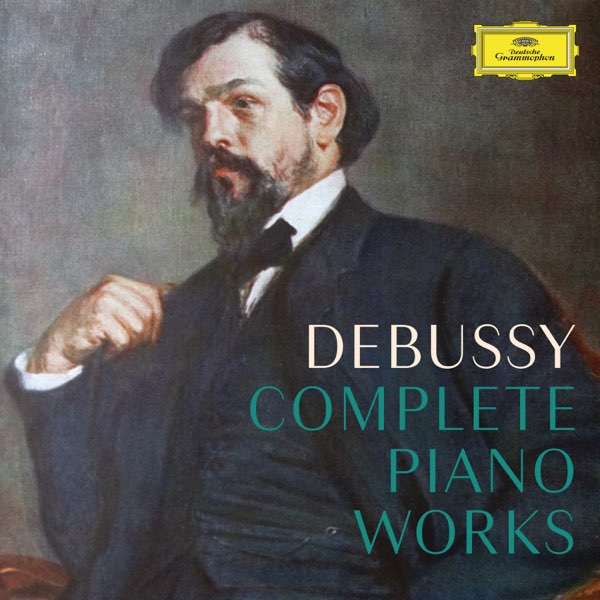 Deutsche
Grammophon
DEBUSSY
COMPLETE
PIANO
WORKS